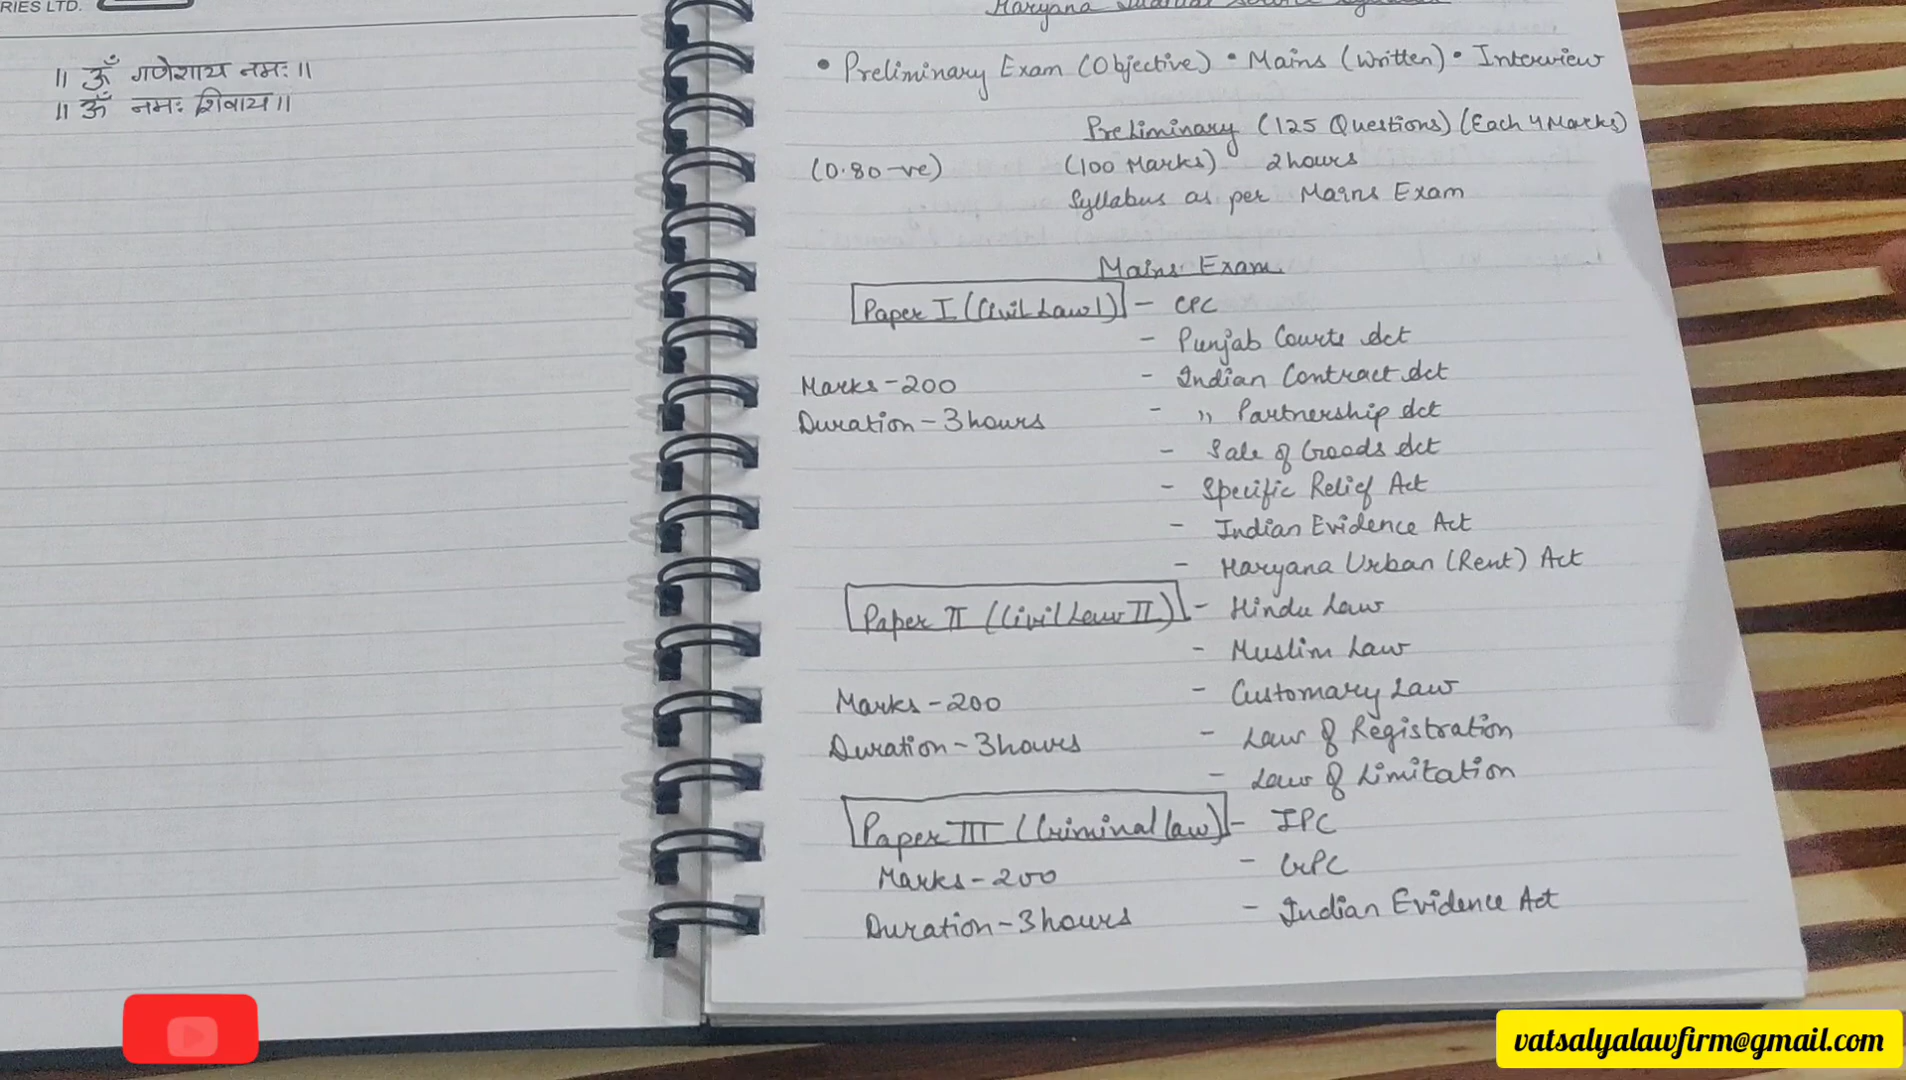 RIES LTD.
॥ ॐ गणेशाय नमः ॥
॥ ॐ नमः शिवाय ॥
Haryana
• Preliminary Exam (Objective) • Mains (Written) • Interview
Preliminary (125 Questions) (Each 4 Marks)
(0.80 -ve) (100 Marks) 2 hours
Syllabus as per Mains Exam
Mains Exam
Paper I (Civil Law I) - CPC
- Punjab Courts Act
Marks - 200 - Indian Contract Act
Duration - 3 hours - " Partnership Act
- Sale of Goods Act
- Specific Relief Act
- Indian Evidence Act
- Haryana Urban (Rent) Act
Paper II (Civil Law II) - Hindu Law
- Muslim Law
Marks - 200 - Customary Law
Duration - 3 hours - Law of Registration
- Law of Limitation
Paper III (Criminal Law) - IPC
Marks - 200 - CrPC
Duration - 3 hours - Indian Evidence Act
vatsalyalawfirm@gmail.com